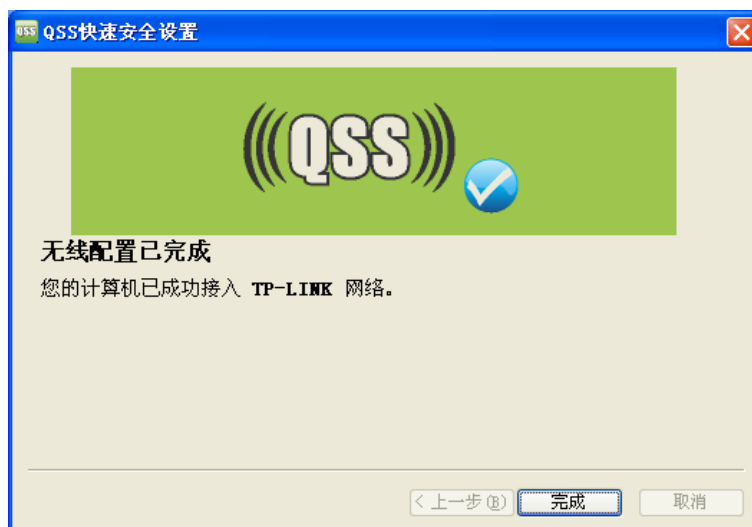 QSS QSS快速安全设置
(((QSS)))
无线配置已完成
您的计算机已成功接入 TP-LINK 网络。
< 上一步(B) 完成 取消